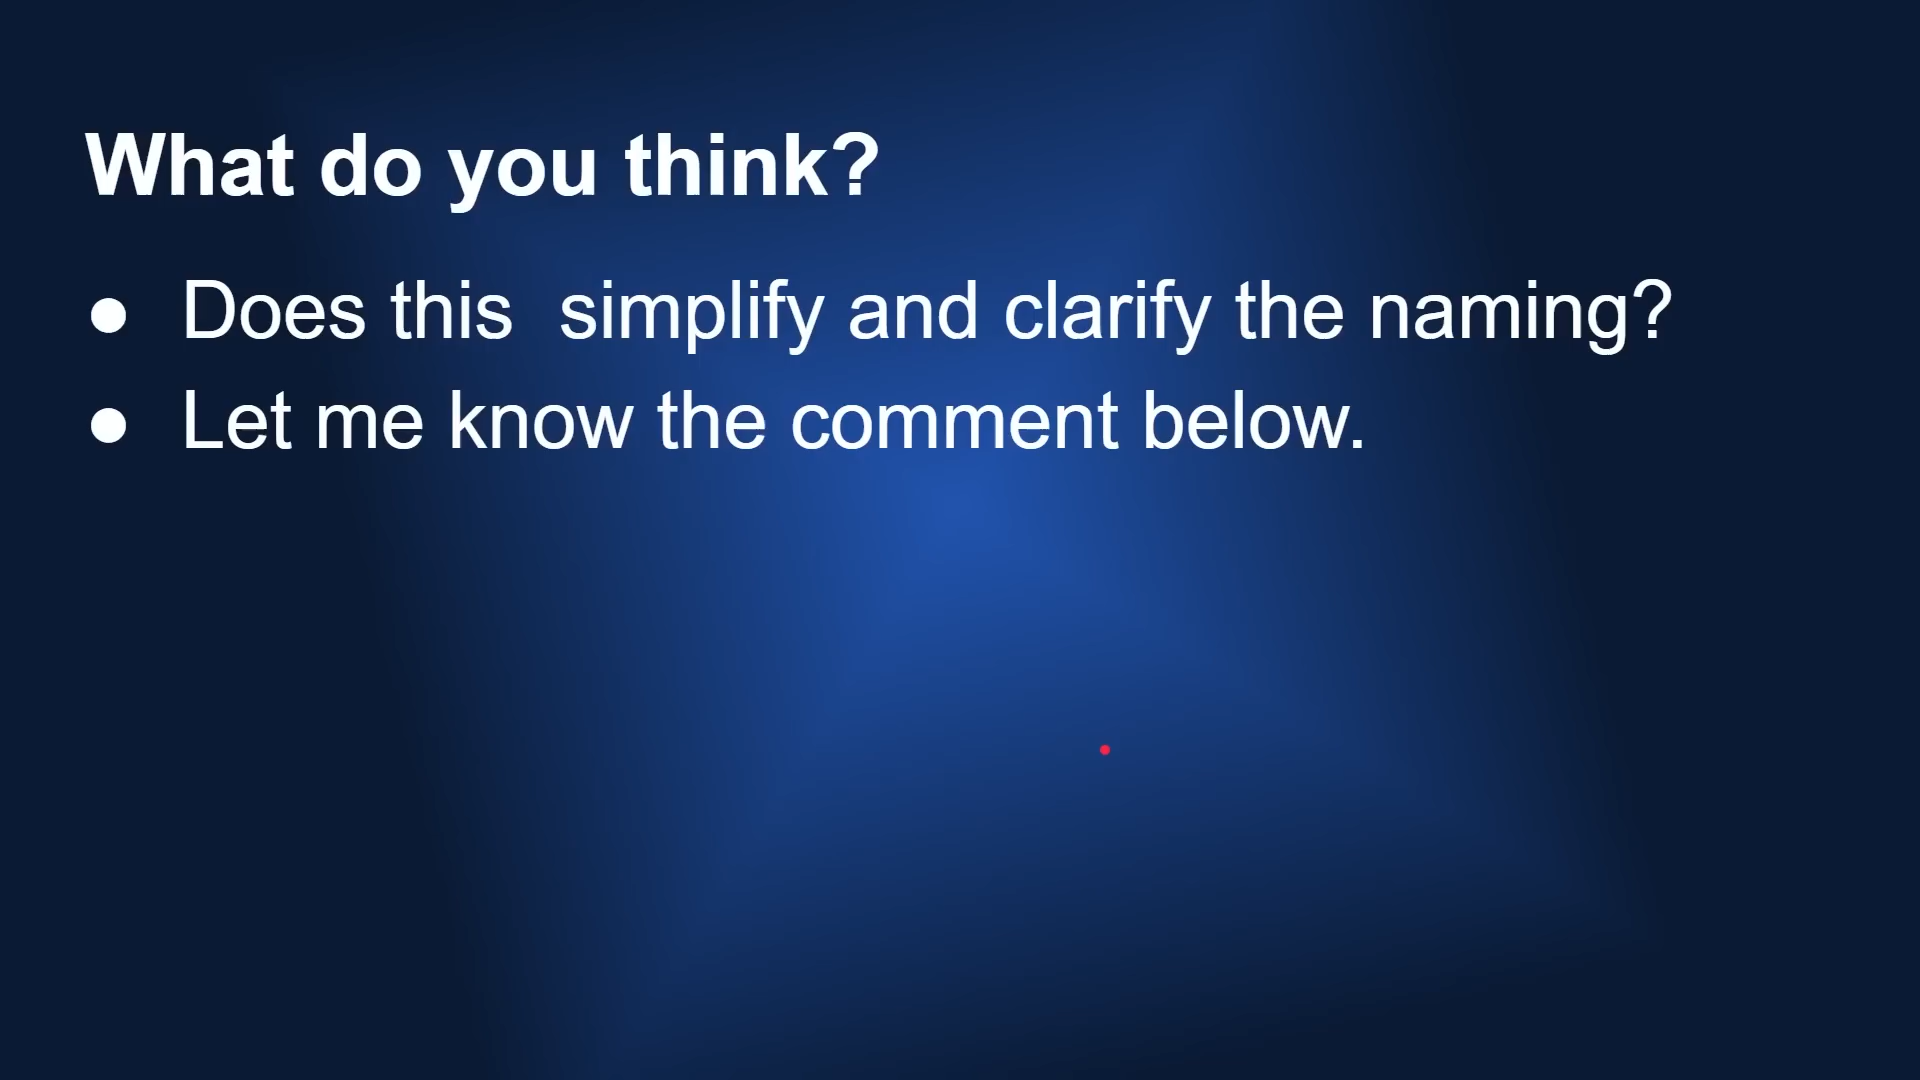 What do you think?
● Does this  simplify and clarify the naming?
● Let me know the comment below.